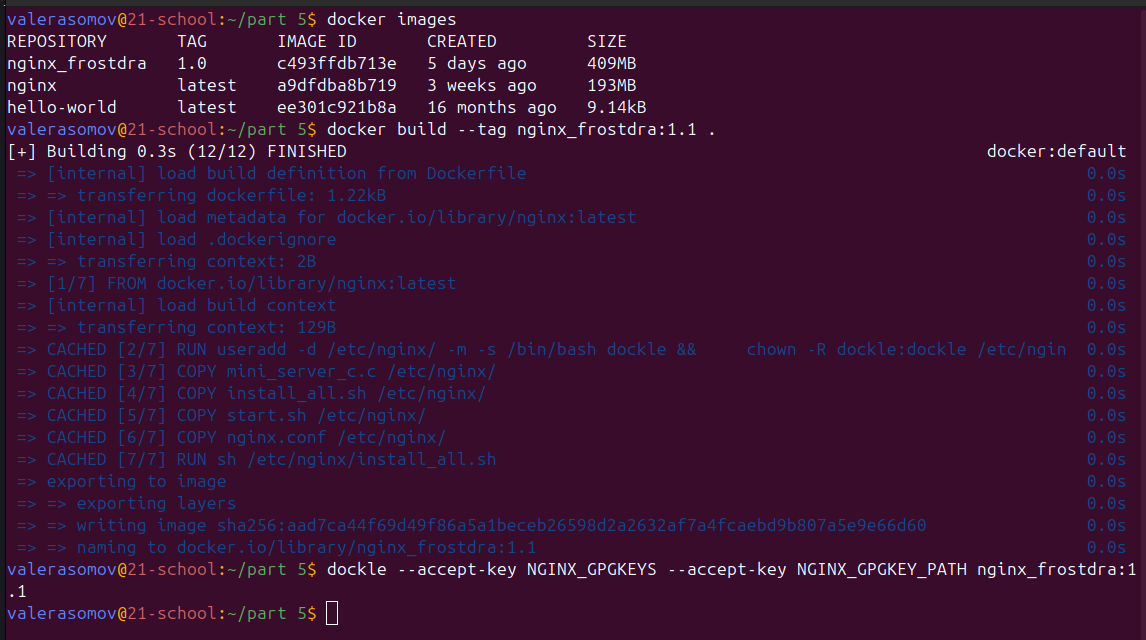 valerasomov@21-school:~/part 5$ docker images
REPOSITORY       TAG       IMAGE ID       CREATED         SIZE
nginx_frostdra   1.0       c493ffdb713e   5 days ago      409MB
nginx            latest    a9dfdba8b719   3 weeks ago     193MB
hello-world      latest    ee301c921b8a   16 months ago   9.14kB
valerasomov@21-school:~/part 5$ docker build --tag nginx_frostdra:1.1 .
[+] Building 0.3s (12/12) FINISHED                                                docker:default
 => [internal] load build definition from Dockerfile                                        0.0s
 => => transferring dockerfile: 1.22kB                                                      0.0s
 => [internal] load metadata for docker.io/library/nginx:latest                             0.0s
 => [internal] load .dockerignore                                                           0.0s
 => => transferring context: 2B                                                             0.0s
 => [1/7] FROM docker.io/library/nginx:latest                                               0.0s
 => [internal] load build context                                                           0.0s
 => => transferring context: 129B                                                           0.0s
 => CACHED [2/7] RUN useradd -d /etc/nginx/ -m -s /bin/bash dockle &&     chown -R dockle:dockle /etc/ngin  0.0s
 => CACHED [3/7] COPY mini_server_c.c /etc/nginx/                                           0.0s
 => CACHED [4/7] COPY install_all.sh /etc/nginx/                                            0.0s
 => CACHED [5/7] COPY start.sh /etc/nginx/                                                  0.0s
 => CACHED [6/7] COPY nginx.conf /etc/nginx/                                                0.0s
 => CACHED [7/7] RUN sh /etc/nginx/install_all.sh                                           0.0s
 => exporting to image                                                                      0.0s
 => => exporting layers                                                                     0.0s
 => => writing image sha256:aad7ca44f69d49f86a5a1beceb26598d2a2632af7a4fcaebd9b807a5e9e66d60  0.0s
 => => naming to docker.io/library/nginx_frostdra:1.1                                       0.0s
valerasomov@21-school:~/part 5$ dockle --accept-key NGINX_GPGKEYS --accept-key NGINX_GPGKEY_PATH nginx_frostdra:1
.1
valerasomov@21-school:~/part 5$